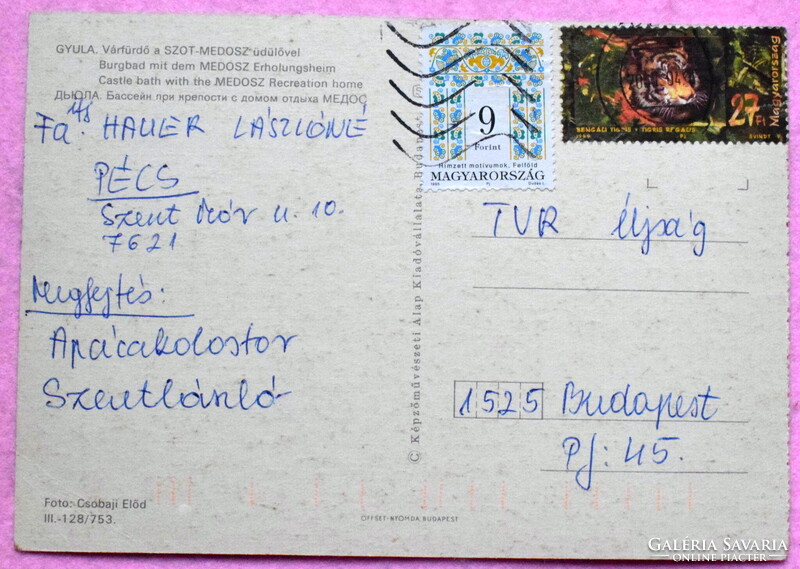 GYULA. Várfürdő a SZOT-MEDOSZ üdülővel
Burgbad mit dem MEDOSZ Erholungsheim
Castle bath with the MEDOSZ Recreation home
ДЬЮЛА. Бассейн при крепости с домом отдыха МЕДОС
HAUER LÁSZLÓNÉ
PÉCS
Szent Mór u. 10.
7621
Megfejtés:
Apácakolostor
Szentlászló
Foto: Csobaji Előd
III.-128/753.
© Képzőművészeti Alap Kiadóvállalata, Budapest
OFFSET-NYOMDA BUDAPEST
9
Forint
Hímzett motívumok, Felföld
MAGYARORSZÁG
27 Ft
Magyarország
BENGÁLI TIGRIS • TIGRIS REGALIS
TVR Újság
1525 Budapest
Pf: 45.
GALÉRIA SAVARIA
ONLINE PIACTÉR